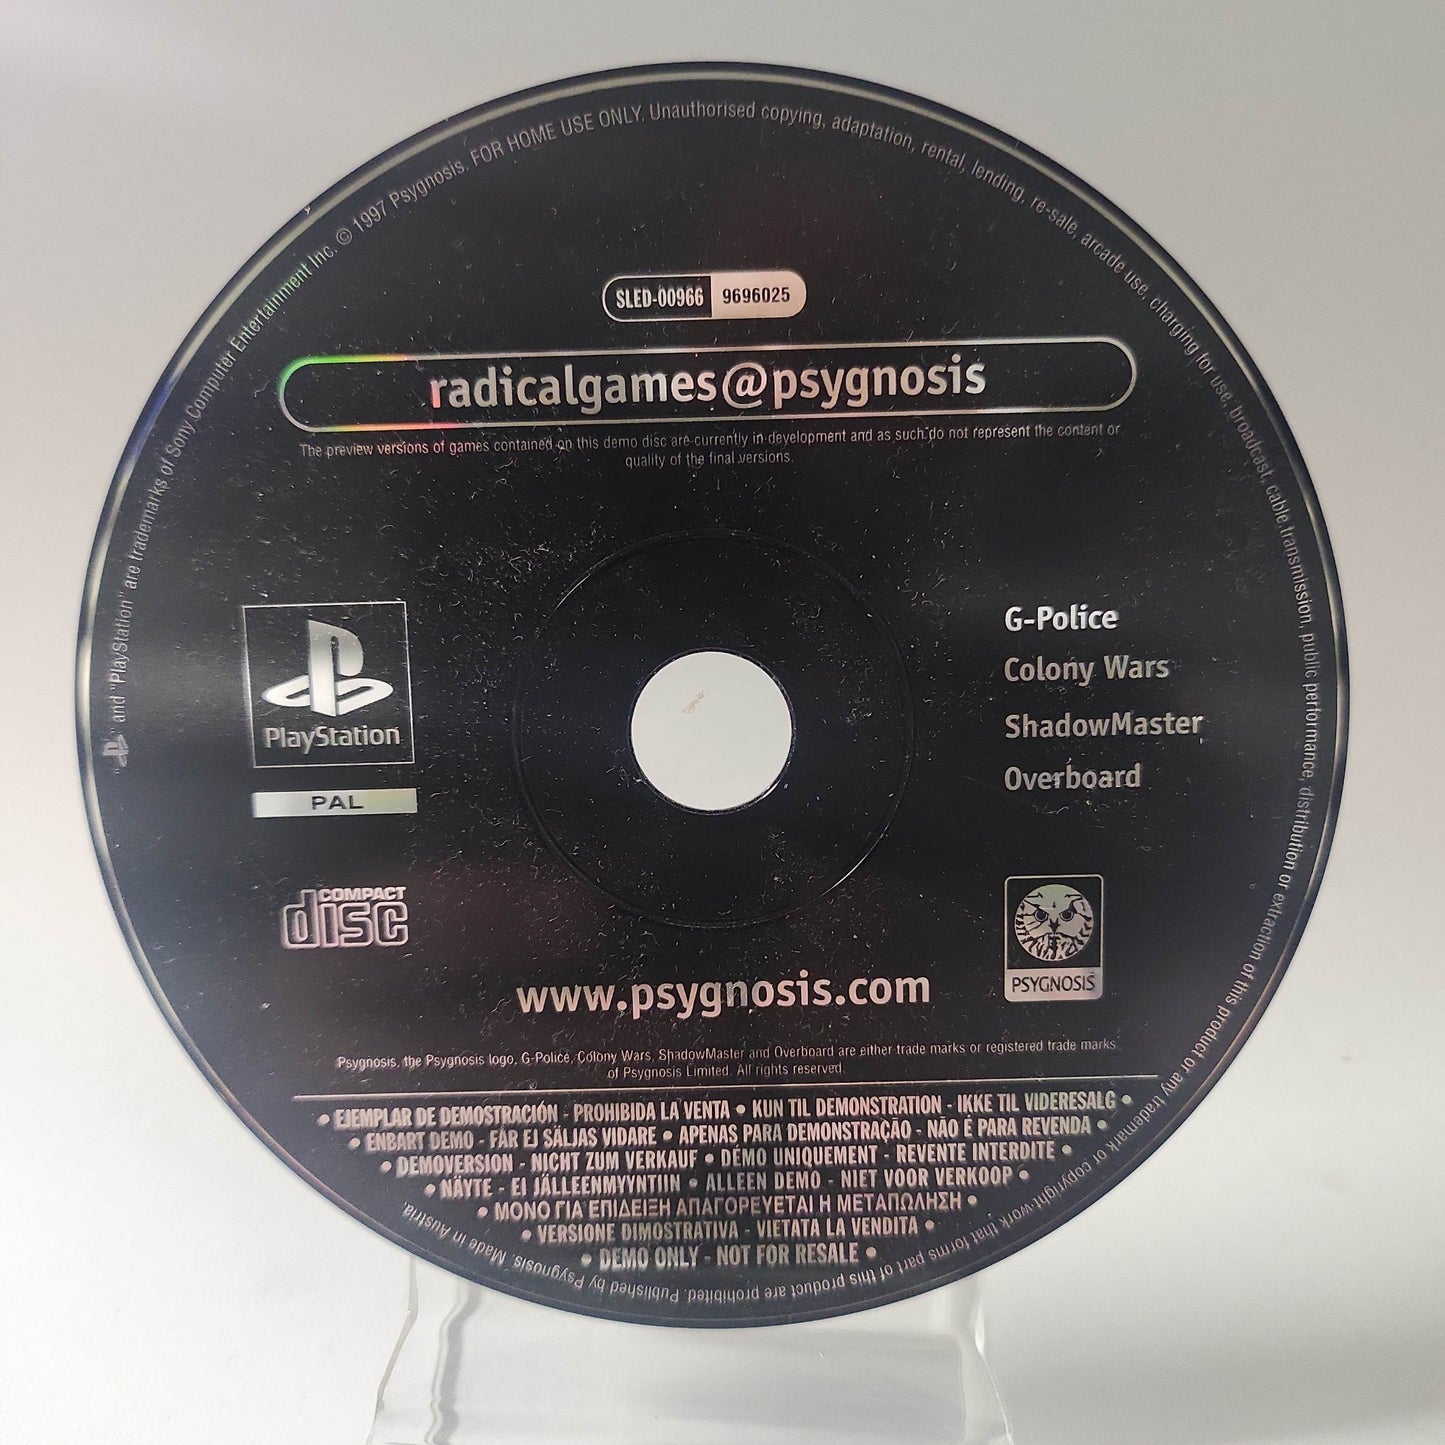 SLED-00966 9696025
radicalgames@psygnosis
The preview versions of games contained on this demo disc are currently in development and as such do not represent the content or
quality of the final versions.
PlayStation
PAL
G-Police
Colony Wars
ShadowMaster
Overboard
COMPACT
disc
PSYGNOSIS
www.psygnosis.com
Psygnosis, the Psygnosis logo, G-Police, Colony Wars, ShadowMaster and Overboard are either trade marks or registered trade marks
of Psygnosis Limited. All rights reserved.
• EJEMPLAR DE DEMOSTRACIÓN - PROHIBIDA LA VENTA • KUN TIL DEMONSTRATION - IKKE TIL VIDERESALG •
• ENBART DEMO - FÅR EJ SÄLJAS VIDARE • APENAS PARA DEMONSTRAÇÃO - NÃO É PARA REVENDA •
• DEMOVERSION - NICHT ZUM VERKAUF • DÉMO UNIQUEMENT - REVENTE INTERDITE •
• NÄYTE - EI JÄLLEENMYYNTIIN • ALLEEN DEMO - NIET VOOR VERKOOP •
• ΜΟΝΟ ΓΙΑ ΕΠΙΔΕΙΞΗ ΑΠΑΓΟΡΕΥΕΤΑΙ Η ΜΕΤΑΠΩΛΗΣΗ •
• VERSIONE DIMOSTRATIVA - VIETATA LA VENDITA •
• DEMO ONLY - NOT FOR RESALE •
and "PlayStation" are trademarks of Sony Computer Entertainment Inc. © 1997 Psygnosis. FOR HOME USE ONLY. Unauthorised copying, adaptation, rental, lending, re-sale, arcade use, charging for use, broadcast, cable transmission, public performance, distribution or extraction of this product or any trademark or copyright work that forms part of this product are prohibited. Published by Psygnosis. Made in Austria.